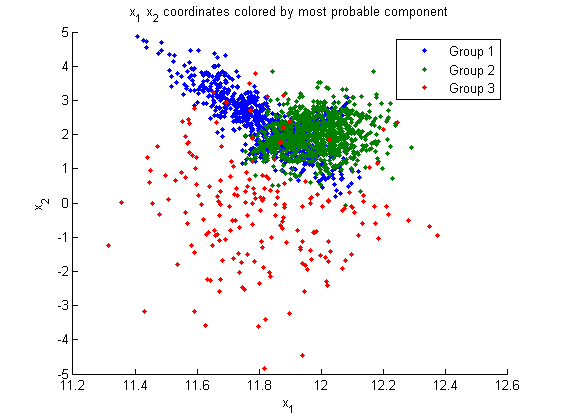 x1 x2 coordinates colored by most probable component
5
4
3
2
1
0
-1
-2
-3
-4
-5
x2
Group 1
Group 2
Group 3
11.2 11.4 11.6 11.8 12 12.2 12.4 12.6
x1